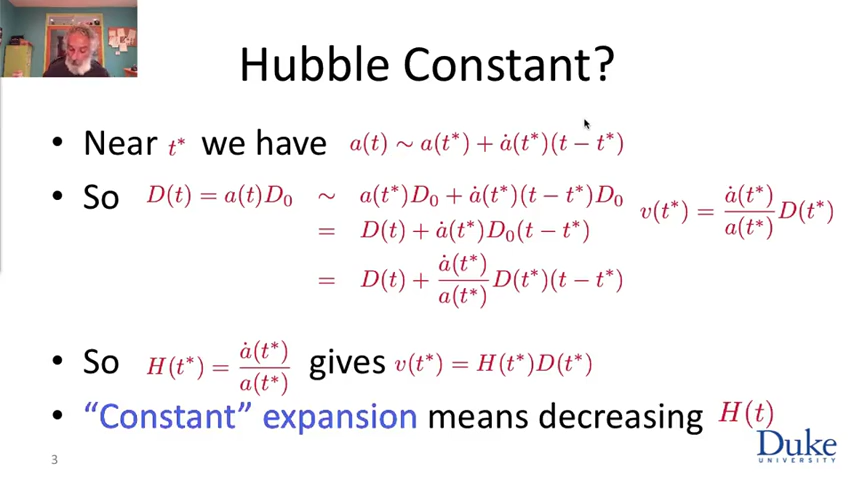 Hubble Constant?
• Near t* we have a(t) ∼ a(t*) + ȧ(t*)(t − t*)
• So D(t) = a(t)D₀ ∼ a(t*)D₀ + ȧ(t*)(t − t*)D₀ v(t*) = ȧ(t*)/a(t*) D(t*)
= D(t) + ȧ(t*)D₀(t − t*)
= D(t) + ȧ(t*)/a(t*) D(t*)(t − t*)
• So H(t*) = ȧ(t*)/a(t*) gives v(t*) = H(t*)D(t*)
• “Constant” expansion means decreasing H(t)
3
Duke
UNIVERSITY